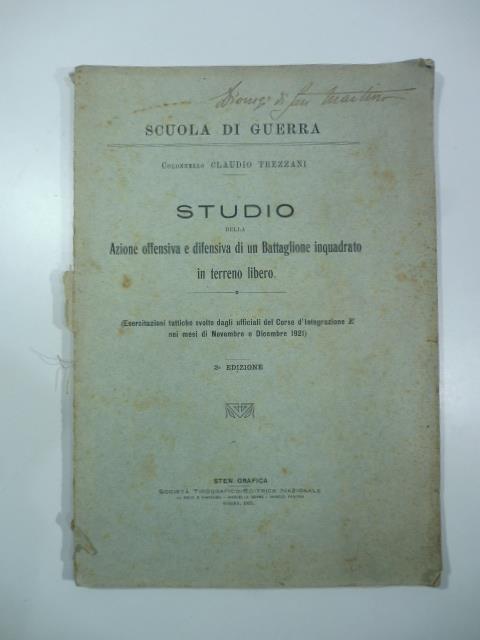 Dionigi di San Martino
SCUOLA DI GUERRA
COLONNELLO CLAUDIO TREZZANI
STUDIO
DELLA
Azione offensiva e difensiva di un Battaglione inquadrato
in terreno libero.
(Esercitazioni tattiche svolte dagli ufficiali del Corso d'Integrazione E
nei mesi di Novembre e Dicembre 1921)
2ª EDIZIONE
STEN GRAFICA
SOCIETÀ TIPOGRAFICO-EDITRICE NAZIONALE